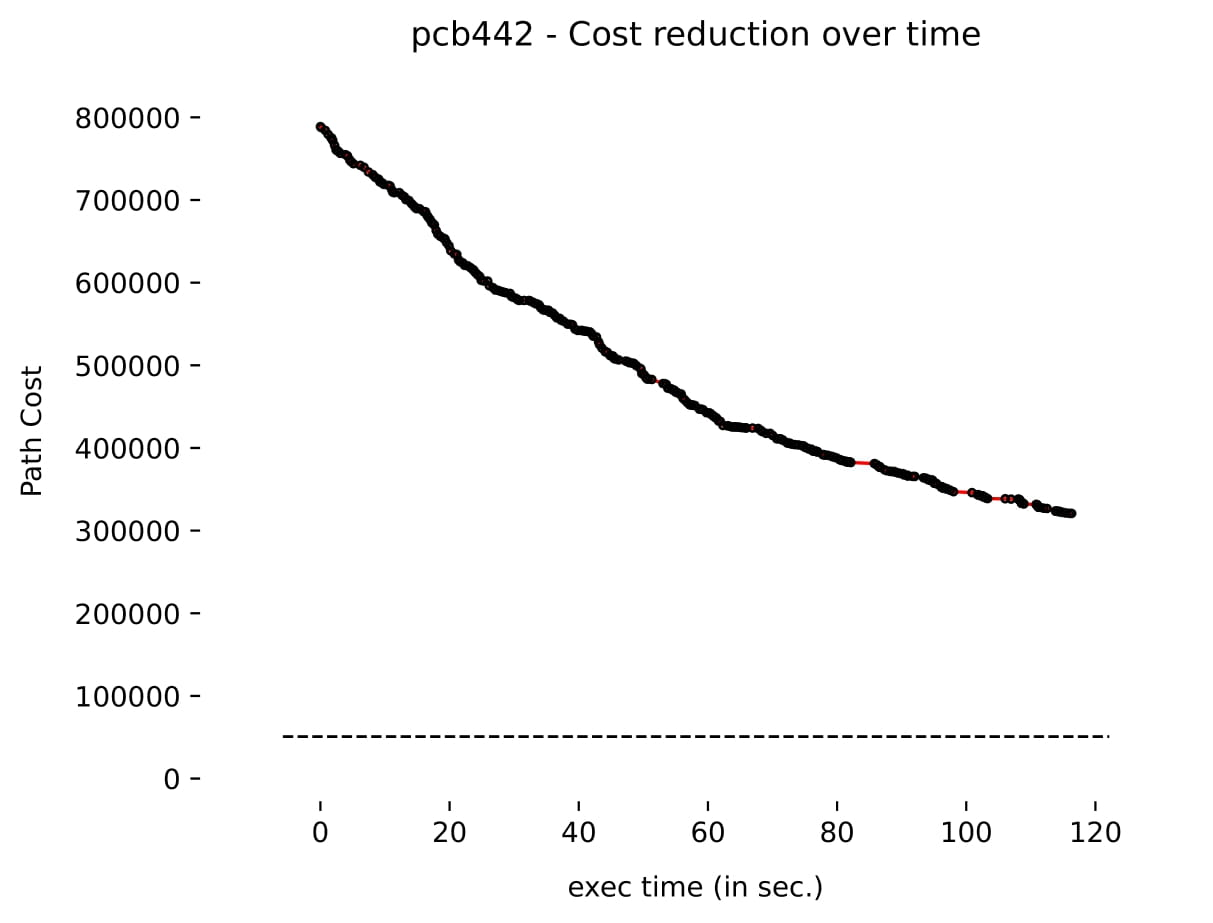 pcb442 - Cost reduction over time
800000
700000
600000
500000
400000
300000
200000
100000
0
Path Cost
0 20 40 60 80 100 120
exec time (in sec.)